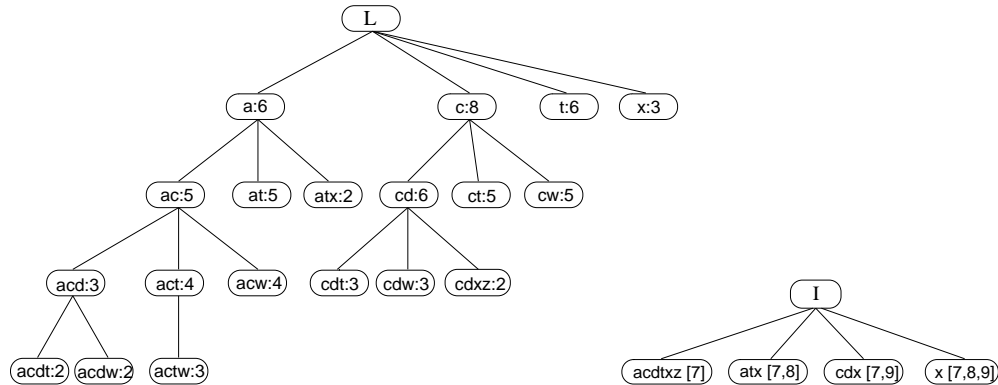 L
a:6 c:8 t:6 x:3
ac:5 at:5 atx:2 cd:6 ct:5 cw:5
acd:3 act:4 acw:4 cdt:3 cdw:3 cdxz:2
I
acdt:2 acdw:2 actw:3 acdtxz [7] atx [7,8] cdx [7,9] x [7,8,9]